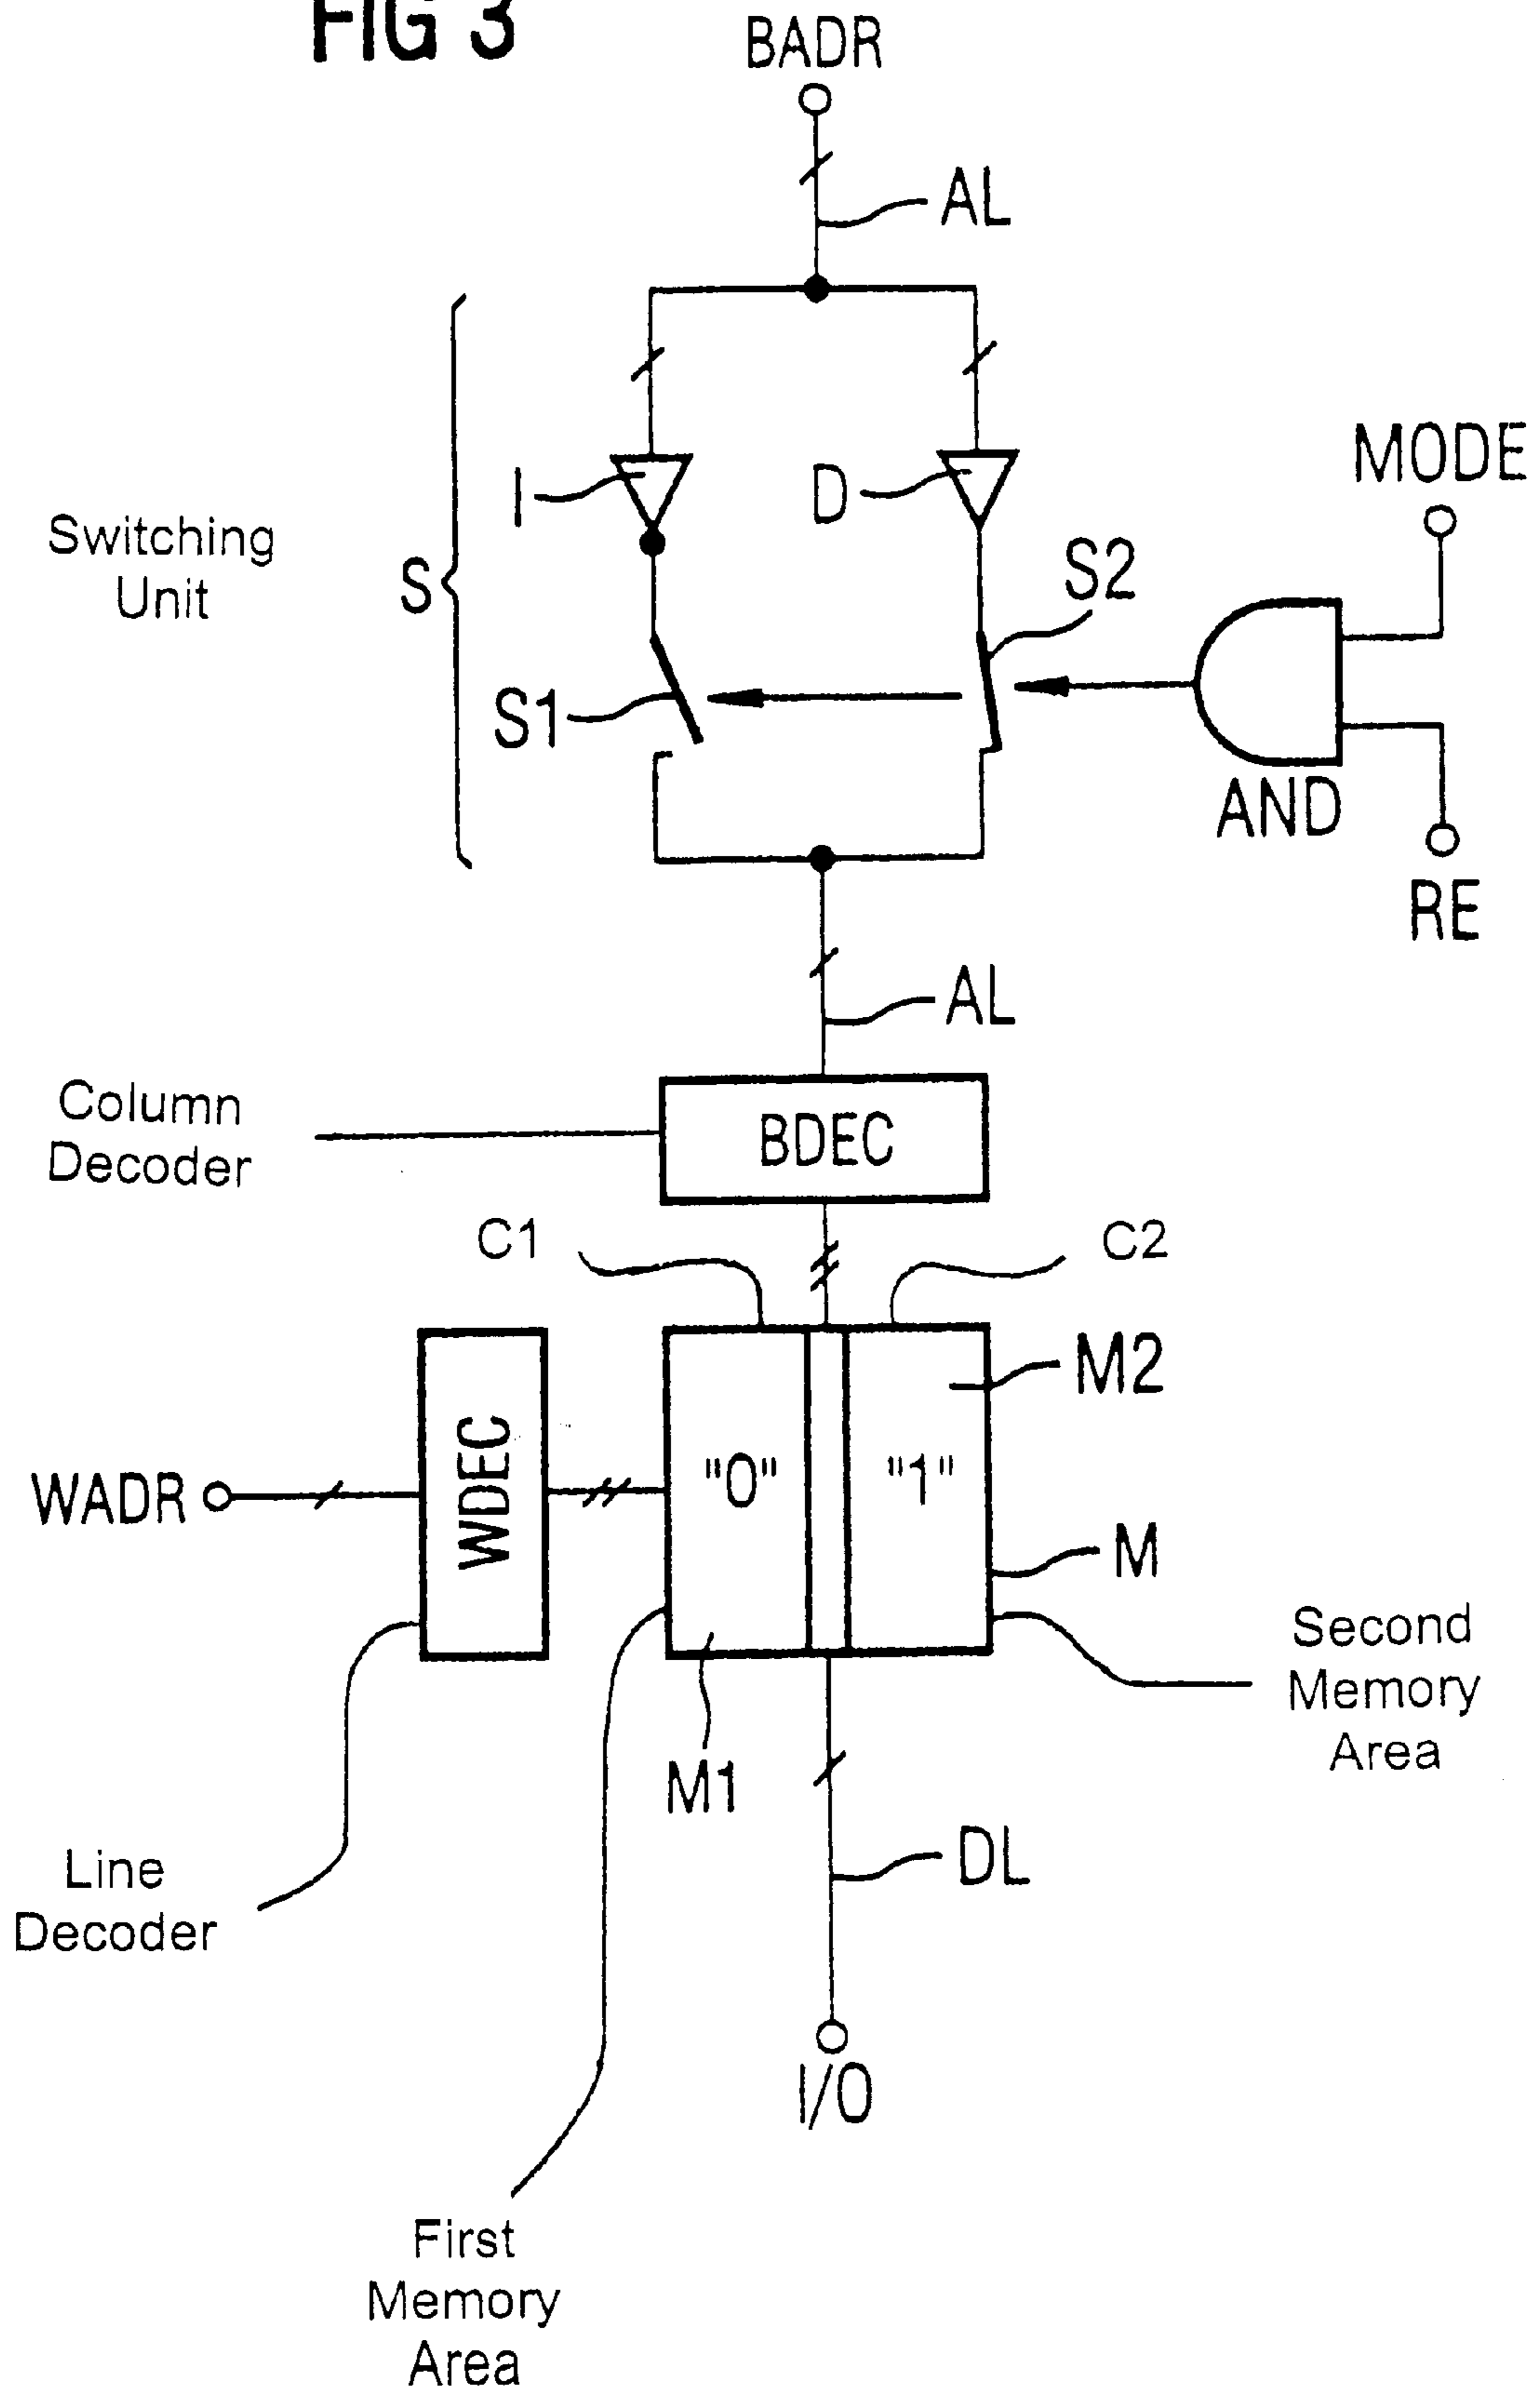 FIG 3
BADR
AL
MODE
I
D
S2
Switching
Unit
S
S1
AND
RE
AL
Column
Decoder
BDEC
C1
C2
M2
WDEC
"0"
"1"
WADR
M
Second
Memory
Area
M1
DL
Line
Decoder
I/O
First
Memory
Area